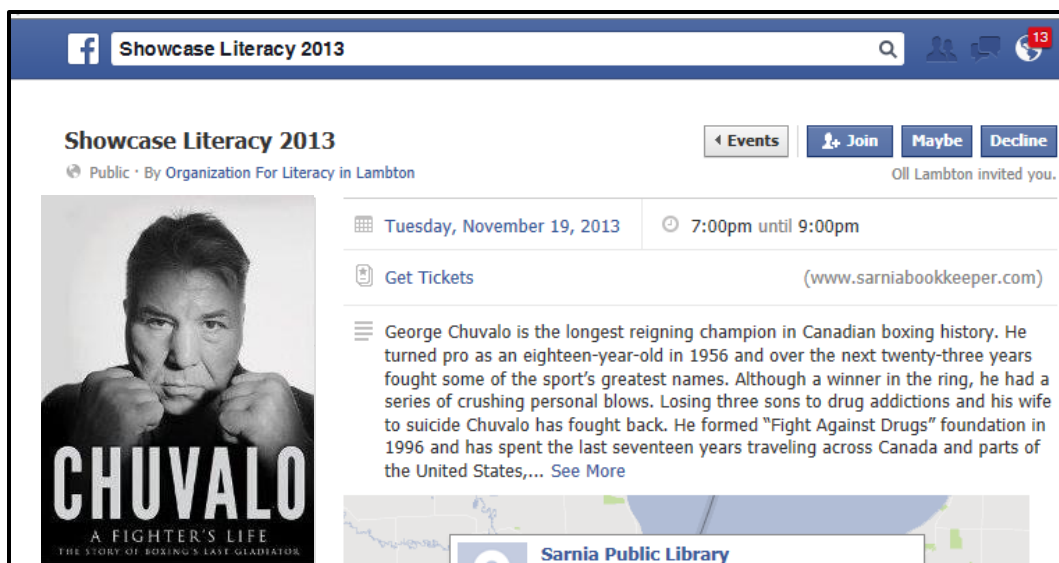 f Showcase Literacy 2013 13
Showcase Literacy 2013
Events Join Maybe Decline
Public · By Organization For Literacy in Lambton
Oll Lambton invited you.
Tuesday, November 19, 2013 7:00pm until 9:00pm
Get Tickets (www.sarniabookkeeper.com)
George Chuvalo is the longest reigning champion in Canadian boxing history. He
turned pro as an eighteen-year-old in 1956 and over the next twenty-three years
fought some of the sport's greatest names. Although a winner in the ring, he had a
series of crushing personal blows. Losing three sons to drug addictions and his wife
to suicide Chuvalo has fought back. He formed “Fight Against Drugs” foundation in
1996 and has spent the last seventeen years traveling across Canada and parts of
the United States,... See More
CHUVALO
A FIGHTER'S LIFE
THE STORY OF BOXING'S LAST GLADIATOR
Sarnia Public Library